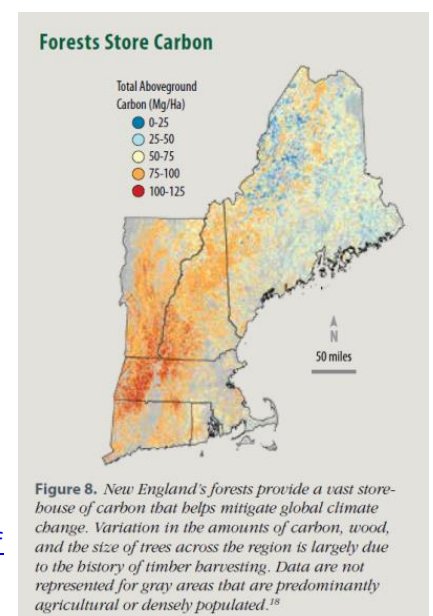 Forests Store Carbon
Total Aboveground
Carbon (Mg/Ha)
0-25
25-50
50-75
75-100
100-125
N
50 miles
f
Figure 8. New England's forests provide a vast store-
house of carbon that helps mitigate global climate
change. Variation in the amounts of carbon, wood,
and the size of trees across the region is largely due
to the history of timber harvesting. Data are not
represented for gray areas that are predominantly
agricultural or densely populated.18